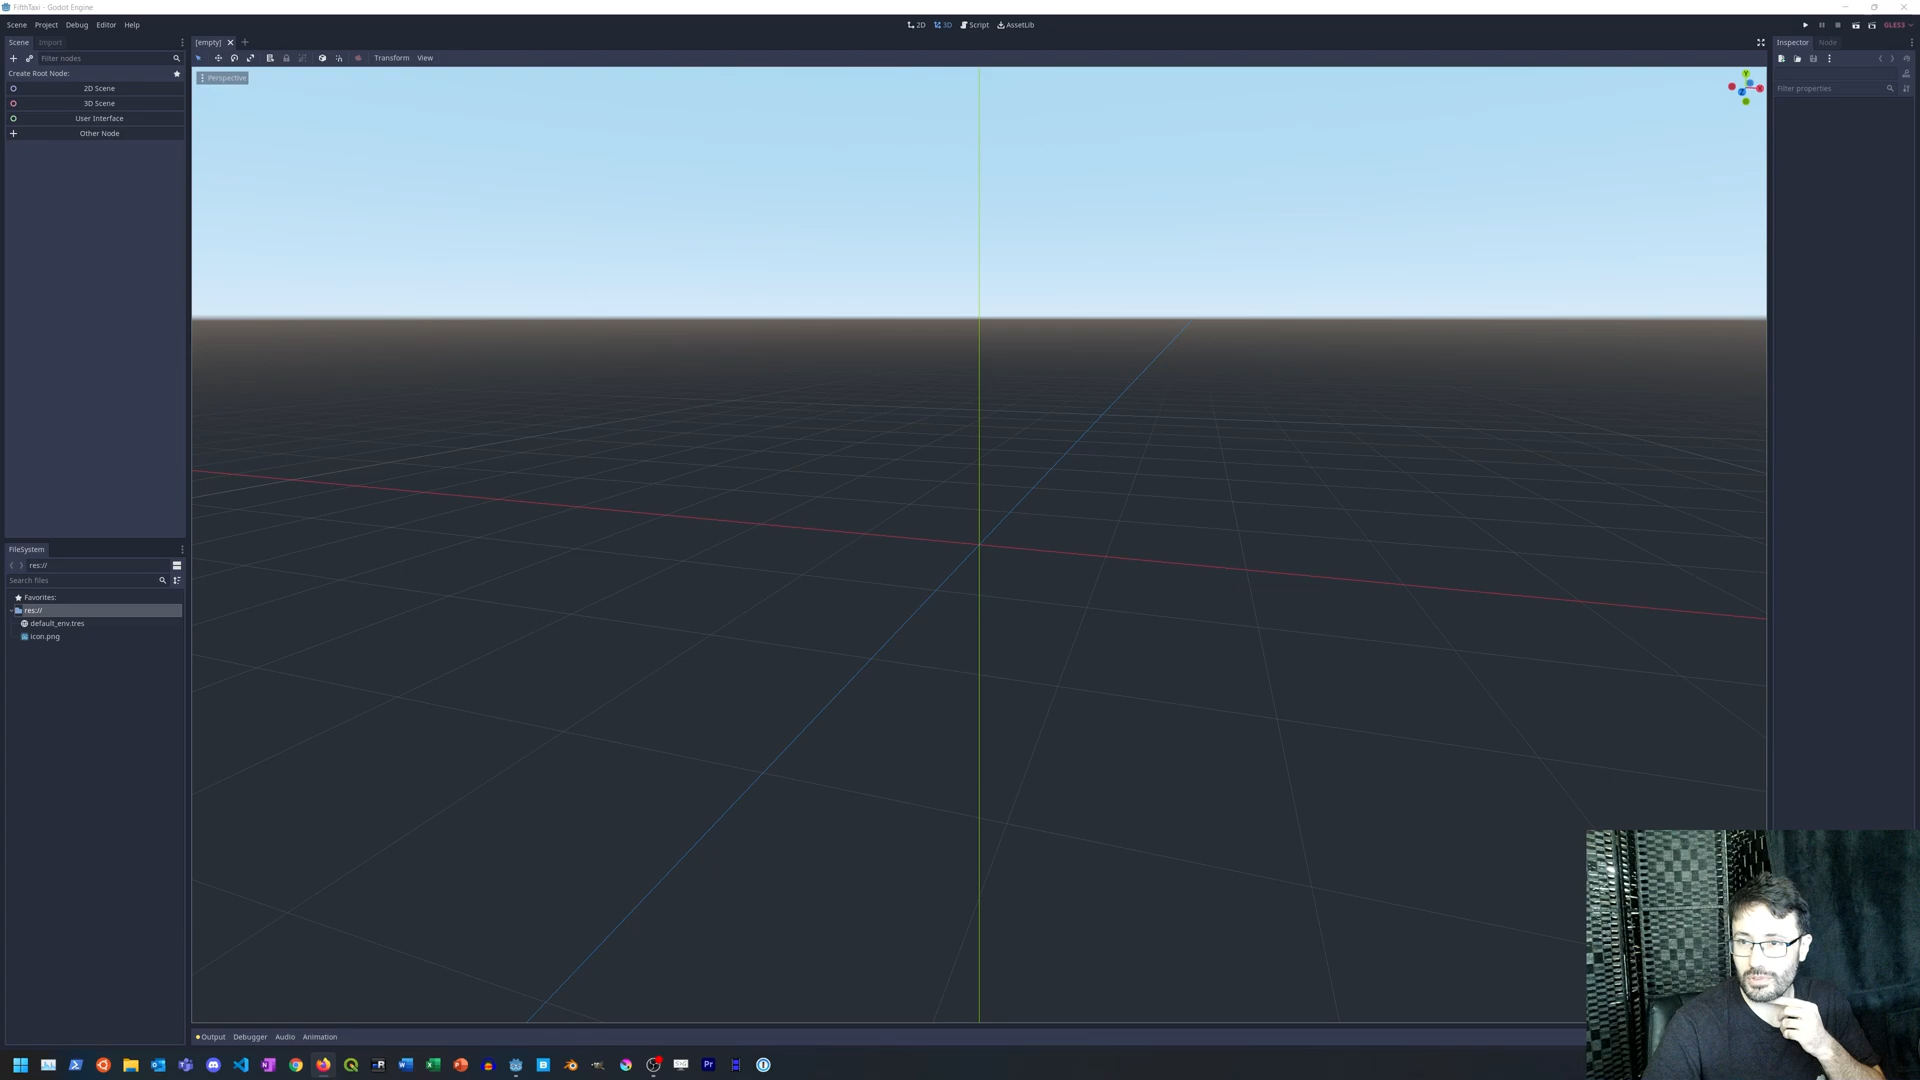 FifthTaxi - Godot Engine
Scene Project Debug Editor Help
2D 3D Script AssetLib
GLES3
Scene Import
[empty]
Inspector Node
Filter nodes
Transform View
Create Root Node:
Perspective
2D Scene
Filter properties
3D Scene
User Interface
Other Node
FileSystem
res://
Search files
Favorites:
res://
default_env.tres
icon.png
Output Debugger Audio Animation